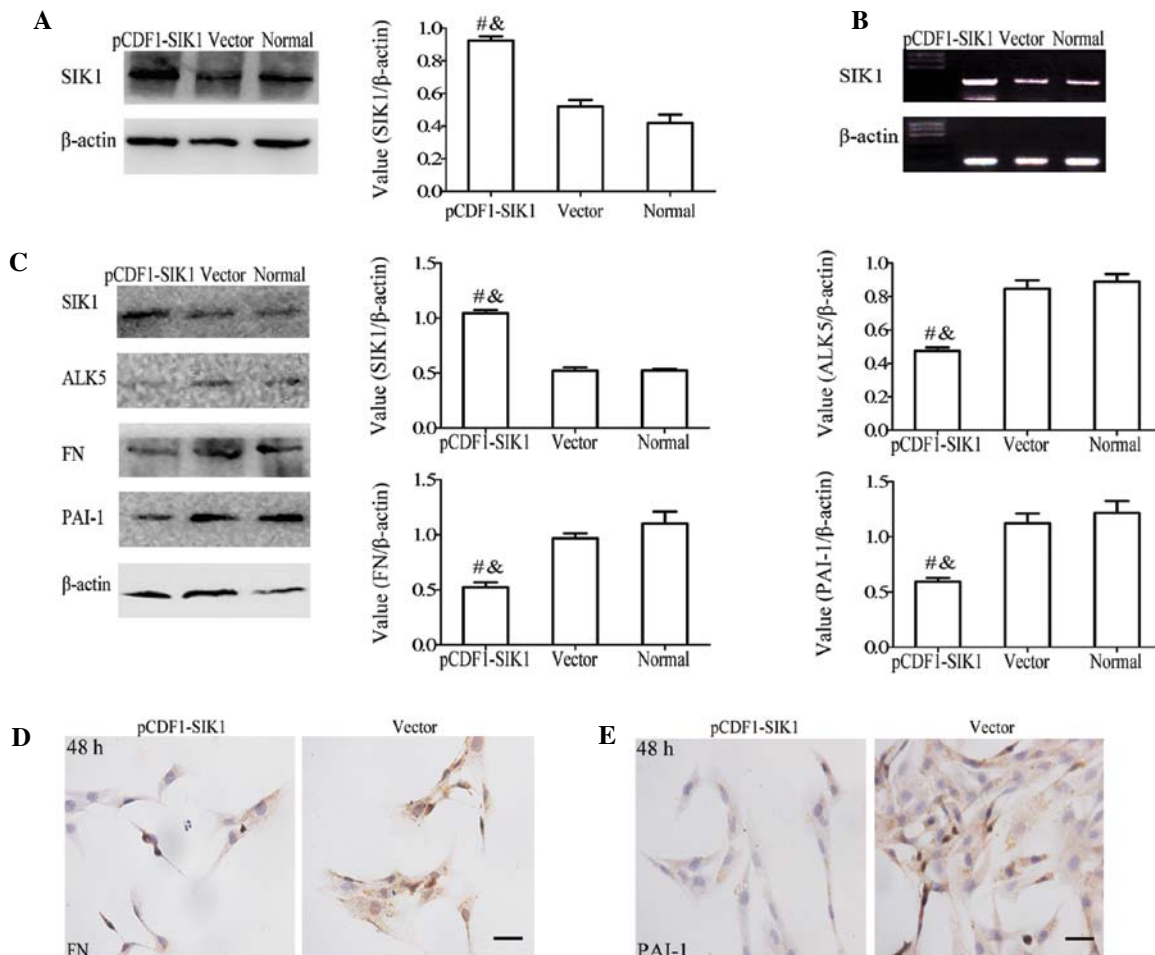 A
pCDF1-SIK1 Vector Normal
SIK1
β-actin
Value (SIK1/β-actin)
1.0
0.8
0.6
0.4
0.2
0.0
#&
pCDF1-SIK1 Vector Normal
B
pCDF1-SIK1 Vector Normal
SIK1
β-actin
C
pCDF1-SIK1 Vector Normal
SIK1
ALK5
FN
PAI-1
β-actin
Value (SIK1/β-actin)
1.5
1.0
0.5
0.0
#&
pCDF1-SIK1 Vector Normal
Value (ALK5/β-actin)
1.0
0.8
0.6
0.4
0.2
0.0
#&
pCDF1-SIK1 Vector Normal
Value (FN/β-actin)
1.5
1.0
0.5
0.0
#&
pCDF1-SIK1 Vector Normal
Value (PAI-1/β-actin)
1.5
1.0
0.5
0.0
#&
pCDF1-SIK1 Vector Normal
D
pCDF1-SIK1 Vector
48 h
FN
E
pCDF1-SIK1 Vector
48 h
PAI-1